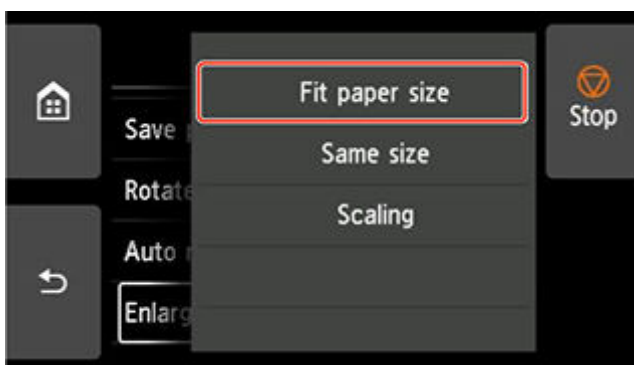 Fit paper size
Stop
Save
Same size
Rotate
Scaling
Auto
Enlarg